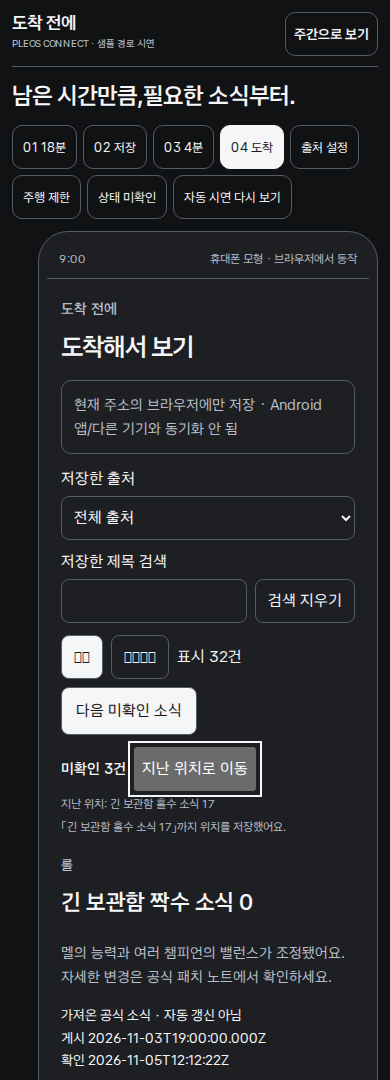 도착 전에
PLEOS CONNECT · 샘플 경로 시연
주간으로 보기
남은 시간만큼,필요한 소식부터.
01 18분
02 저장
03 4분
04 도착
출처 설정
주행 제한
상태 미확인
자동 시연 다시 보기
9:00
휴대폰 모형 · 브라우저에서 동작
도착 전에
도착해서 보기
현재 주소의 브라우저에만 저장 · Android
앱/다른 기기와 동기화 안 됨
저장한 출처
전체 출처
저장한 제목 검색
검색 지우기
표시 32건
다음 미확인 소식
미확인 3건
지난 위치로 이동
지난 위치: 긴 보관함 홀수 소식 17
「긴 보관함 홀수 소식 17」까지 위치를 저장했어요.
롤
긴 보관함 짝수 소식 0
멜의 능력과 여러 챔피언의 밸런스가 조정됐어요.
자세한 변경은 공식 패치 노트에서 확인하세요.
가져온 공식 소식 · 자동 갱신 아님
게시 2026-11-03T19:00:00.000Z
확인 2026-11-05T12:12:22Z